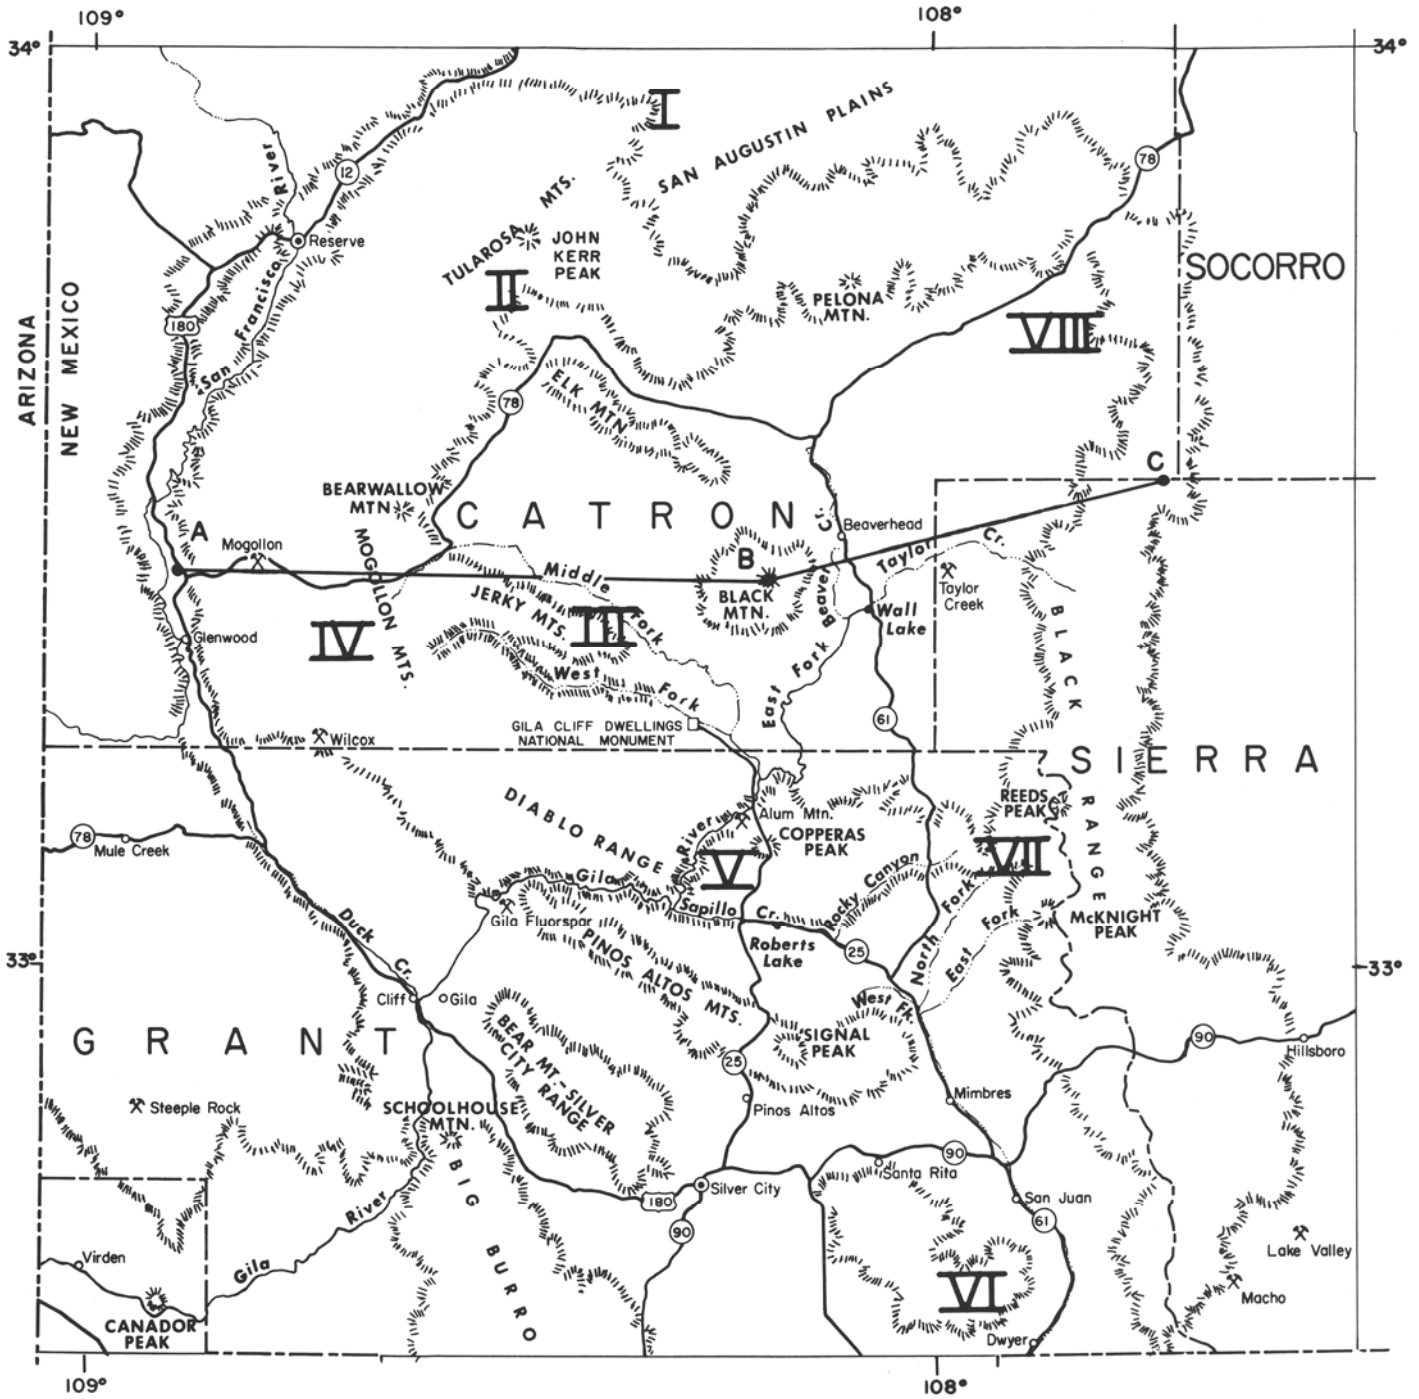 109°
108°
34°
34°
I
SAN AUGUSTIN PLAINS
78
12
River
TULAROSA MTS.
Reserve
JOHN
KERR
PEAK
SOCORRO
II
PELONA
MTN.
VIII
180
San Francisco
ARIZONA
NEW MEXICO
ELK MTN
78
C
BEARWALLOW
MTN
CATRON
A
Mogollon
Beaverhead
B
Taylor Cr.
Beaver Cr.
Middle Fork
MOGOLLON MTS.
JERKY MTS.
BLACK
MTN.
Taylor
Creek
Wall
Lake
III
IV
Glenwood
West Fork
East Fork
BLACK RANGE
61
GILA CLIFF DWELLINGS
NATIONAL MONUMENT
Wilcox
SIERRA
DIABLO RANGE
REEDS
PEAK
Alum Mtn.
River
COPPERAS
PEAK
78
Mule Creek
V
VII
Gila
Rocky Canyon
Sapillo Cr.
Gila Fluorspar
North Fork
East Fork
McKNIGHT
PEAK
Duck Cr.
PINOS ALTOS MTS.
Roberts
Lake
25
33°
33°
Cliff
Gila
West Fk.
GRANT
BEAR MT.-SILVER
CITY RANGE
SIGNAL
PEAK
25
90
Hillsboro
Steeple Rock
SCHOOLHOUSE
MTN.
Pinos Altos
Mimbres
90
Santa Rita
BIG BURRO
180
Silver City
San Juan
61
90
Gila River
Lake Valley
Virden
VI
Macho
CANADOR
PEAK
Dwyer
109°
108°